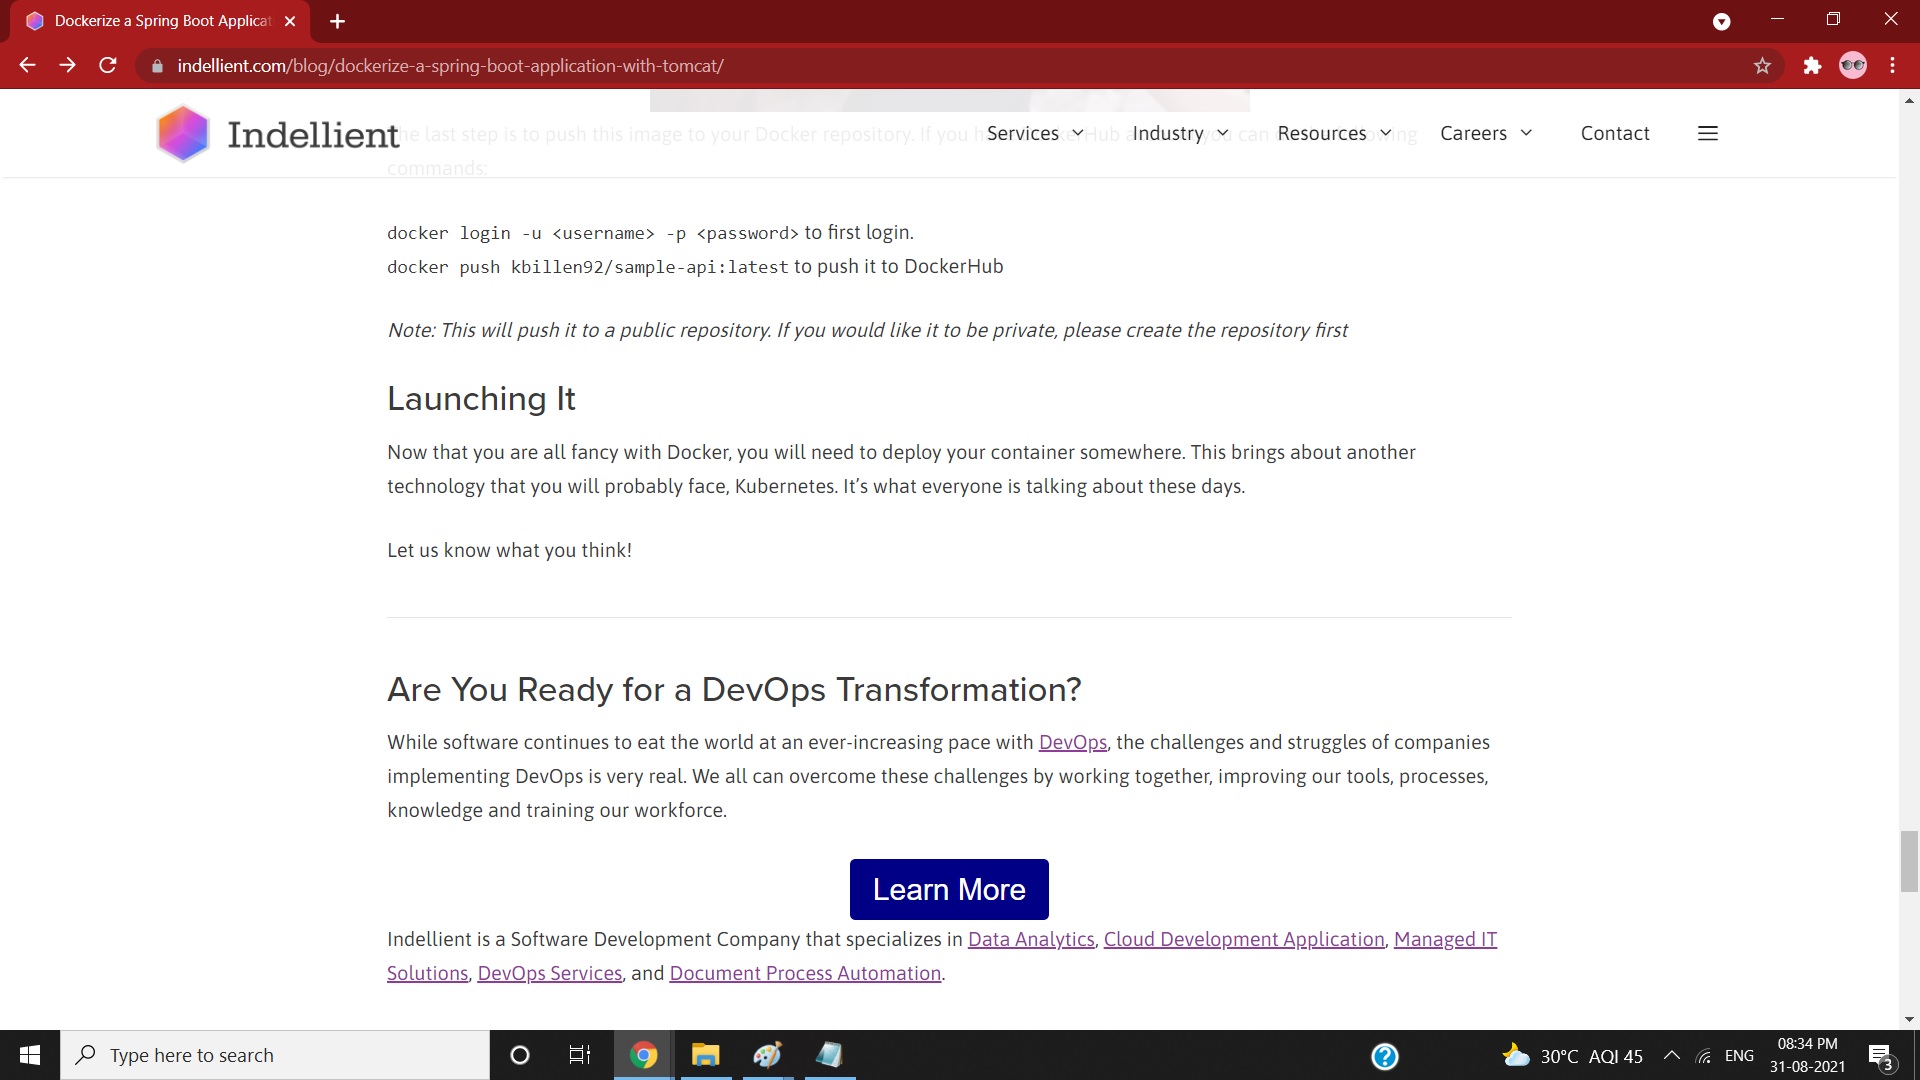 Dockerize a Spring Boot Applicat
indellient.com/blog/dockerize-a-spring-boot-application-with-tomcat/
Indellient
Services
Industry
Resources
Careers
Contact
he last step is to push this image to your Docker repository. If you
commands:
docker login -u <username> -p <password> to first login.
docker push kbillen92/sample-api:latest to push it to DockerHub
Note: This will push it to a public repository. If you would like it to be private, please create the repository first
Launching It
Now that you are all fancy with Docker, you will need to deploy your container somewhere. This brings about another
technology that you will probably face, Kubernetes. It’s what everyone is talking about these days.
Let us know what you think!
Are You Ready for a DevOps Transformation?
While software continues to eat the world at an ever-increasing pace with DevOps, the challenges and struggles of companies
implementing DevOps is very real. We all can overcome these challenges by working together, improving our tools, processes,
knowledge and training our workforce.
Learn More
Indellient is a Software Development Company that specializes in Data Analytics, Cloud Development Application, Managed IT
Solutions, DevOps Services, and Document Process Automation.
Type here to search
30°C AQI 45
ENG
08:34 PM
31-08-2021
3